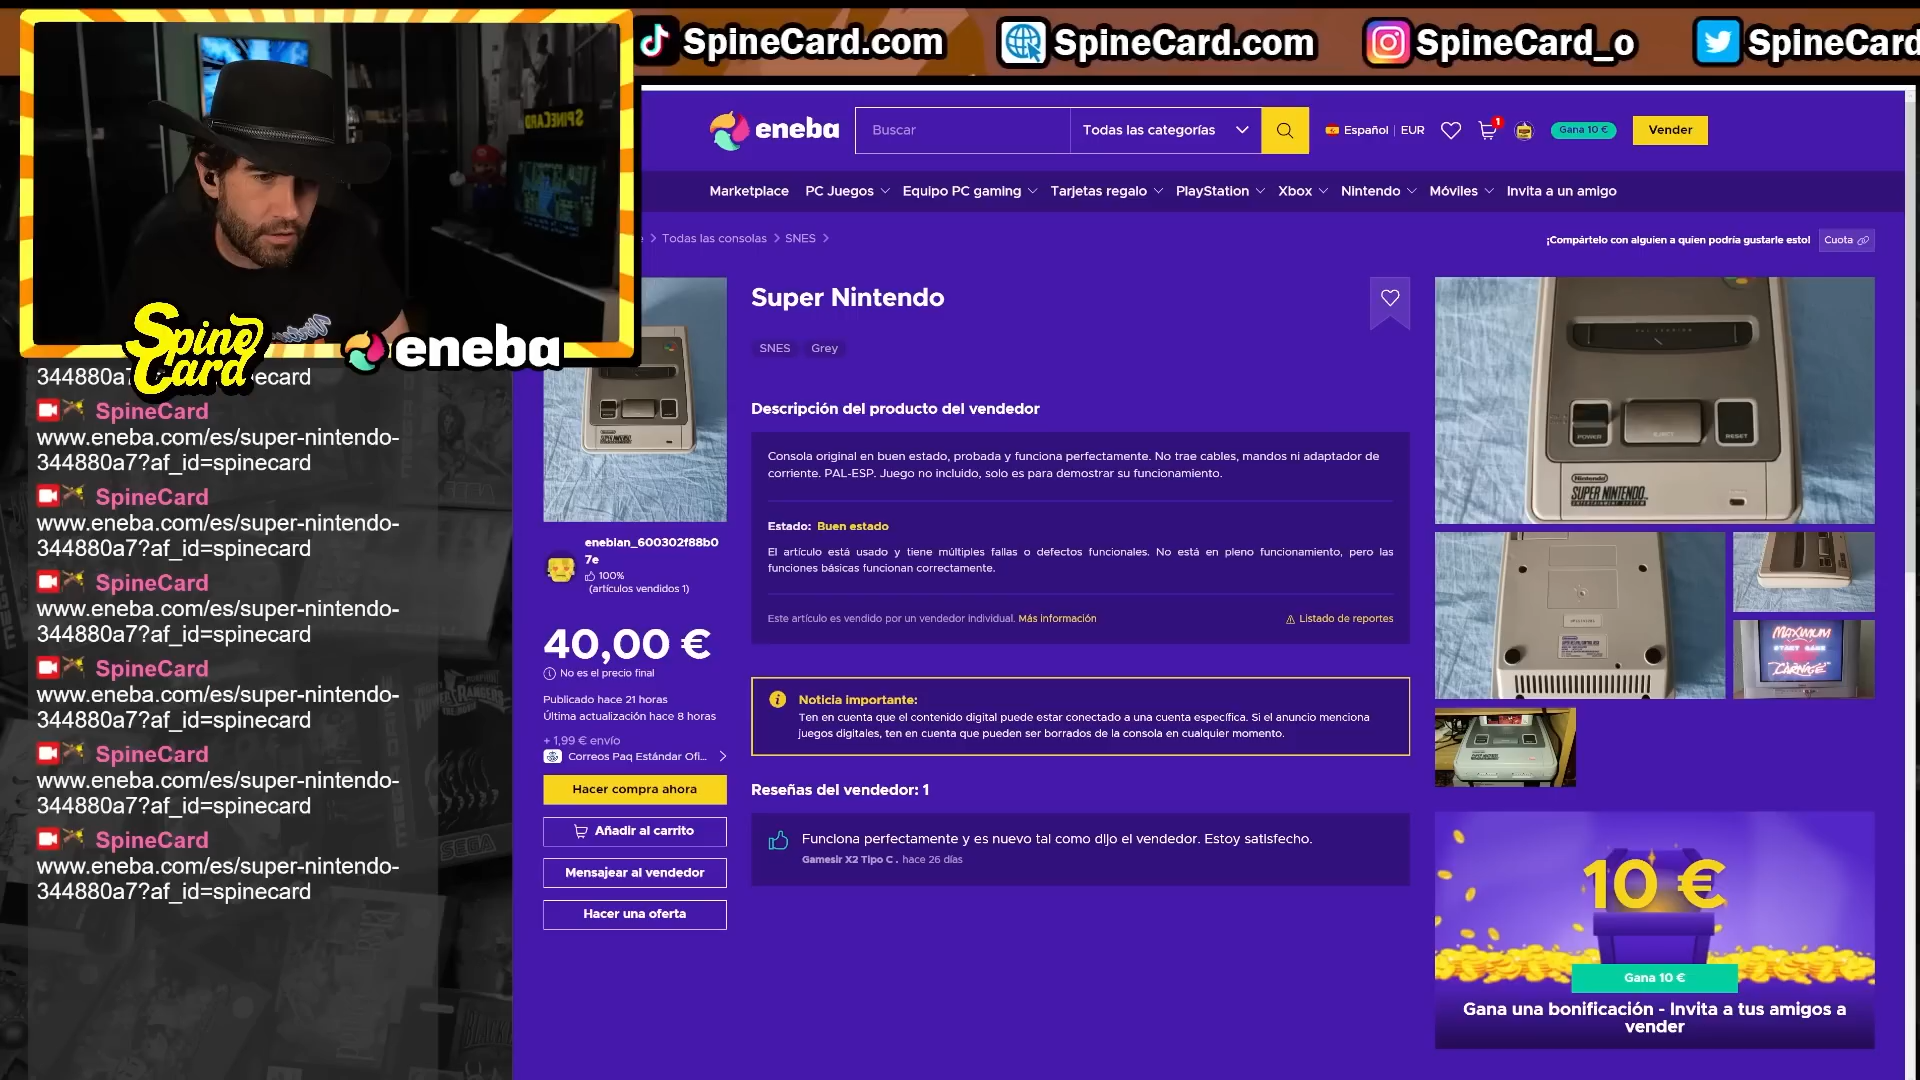 SpineCard.com
SpineCard.com
SpineCard_o
SpineCard
SPINECARD
Spine
Card
eneba
eneba
Buscar
Todas las categorías
Español | EUR
1
Gana 10 €
Vender
Marketplace
PC Juegos
Equipo PC gaming
Tarjetas regalo
PlayStation
Xbox
Nintendo
Móviles
Invita a un amigo
Todas las consolas
SNES
¡Compártelo con alguien a quien podría gustarle esto!
Cuota
344880a
ecard
SpineCard
www.eneba.com/es/super-nintendo-
344880a7?af_id=spinecard
SpineCard
www.eneba.com/es/super-nintendo-
344880a7?af_id=spinecard
SpineCard
www.eneba.com/es/super-nintendo-
344880a7?af_id=spinecard
SpineCard
www.eneba.com/es/super-nintendo-
344880a7?af_id=spinecard
SpineCard
www.eneba.com/es/super-nintendo-
344880a7?af_id=spinecard
SpineCard
www.eneba.com/es/super-nintendo-
344880a7?af_id=spinecard
enebian_600302f88b0
7e
100%
(artículos vendidos 1)
40,00 €
No es el precio final
Publicado hace 21 horas
Última actualización hace 8 horas
+ 1,99 € envío
Correos Paq Estándar Ofi...
Hacer compra ahora
Añadir al carrito
Mensajear al vendedor
Hacer una oferta
Super Nintendo
SNES
Grey
Descripción del producto del vendedor
Consola original en buen estado, probada y funciona perfectamente. No trae cables, mandos ni adaptador de
corriente. PAL-ESP. Juego no incluido, solo es para demostrar su funcionamiento.
Estado: Buen estado
El artículo está usado y tiene múltiples fallas o defectos funcionales. No está en pleno funcionamiento, pero las
funciones básicas funcionan correctamente.
Este artículo es vendido por un vendedor individual. Más información
Listado de reportes
Noticia importante:
Ten en cuenta que el contenido digital puede estar conectado a una cuenta específica. Si el anuncio menciona
juegos digitales, ten en cuenta que pueden ser borrados de la consola en cualquier momento.
Reseñas del vendedor: 1
Funciona perfectamente y es nuevo tal como dijo el vendedor. Estoy satisfecho.
Gamesir X2 Tipo C . hace 26 días
POWER
EJECT
RESET
Nintendo
SUPER NINTENDO
MAXIMUM
START GAME
CARNAGE
10 €
Gana 10 €
Gana una bonificación - Invita a tus amigos a
vender